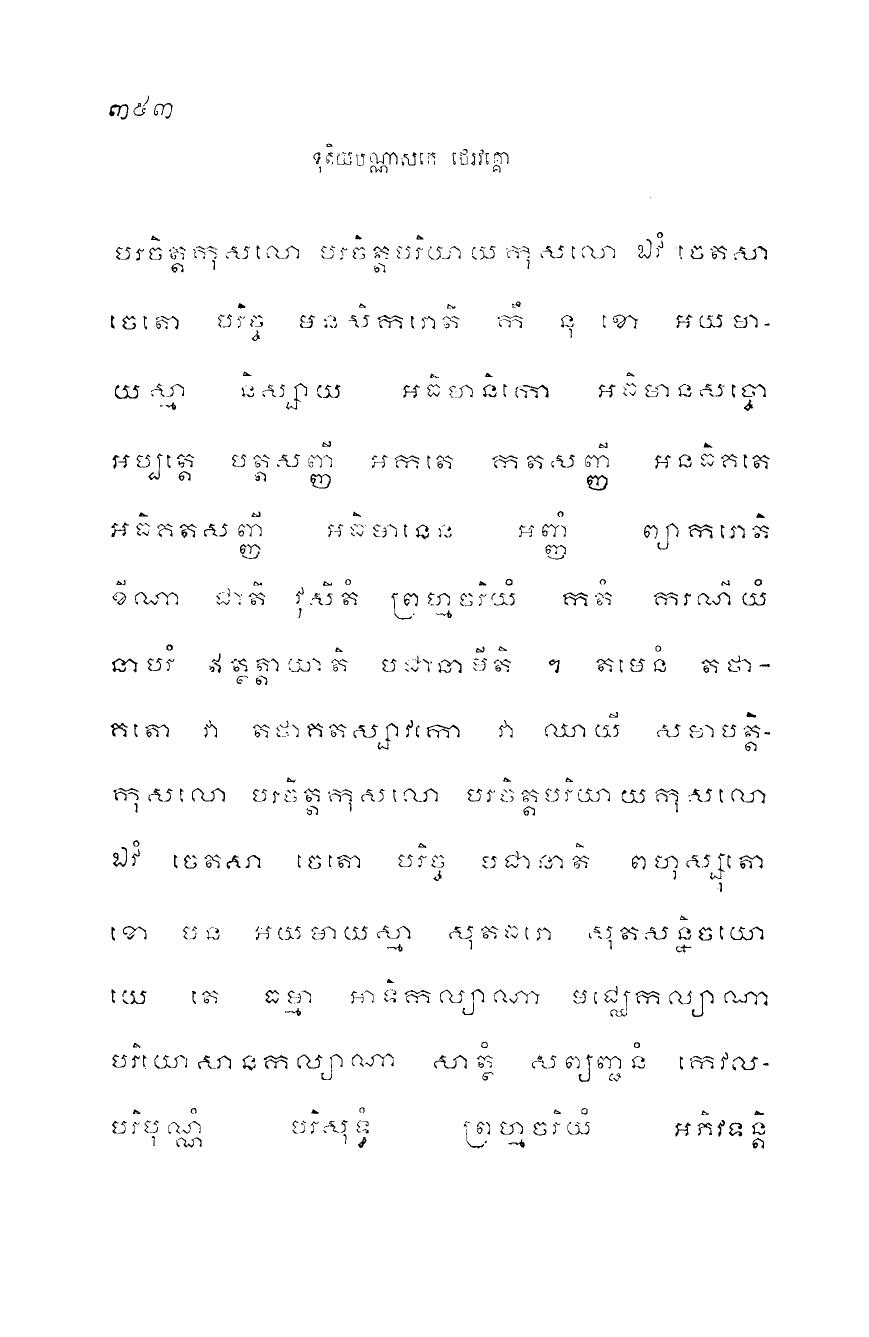 ៣៥៣
ទុតិយបណ្ណាសកេ ថេរវគ្គោ
បរចិត្តកុសលោ បរចិត្តបរិយាយកុសលោ ឯវំ ចេតសា
ចេតោ បរិច្ច មនសិករោតិ កឹ នុ ខោ អយមា-
យស្មា និស្សាយ អធិមានិកោ អធិមានសច្ចោ
អប្បត្តេ បត្តសញ្ញី អកតេ កតសញ្ញី អនធិគតេ
អធិគតសញ្ញី អធិមានេន អញ្ញំ ព្យាករោតិ
ខីណា ជាតិ វុសិតំ ព្រហ្មចរិយំ កតំ ករណីយំ
នាបរំ ឥត្ថត្តាយាតិ បជានាមីតិ ។ តមេនំ តថា-
គតោ វា តថាគតស្សាវកោ វា ឈាយី សមាបត្តិ-
កុសលោ បរចិត្តកុសលោ បរចិត្តបរិយាយកុសលោ
ឯវំ ចេតសា ចេតោ បរិច្ច បជានាតិ ពហុស្សុតោ
ខោ បន អយមាយស្មា សុតធរោ សុតសន្និចយោ
យេ តេ ធម្មា អាទិកល្យាណា មជ្ឈេកល្យាណា
បរិយោសានកល្យាណា សាត្ថំ សព្យញ្ជនំ កេវល-
បរិបុណ្ណំ បរិសុទ្ធំ ព្រហ្មចរិយំ អភិវទន្តិ